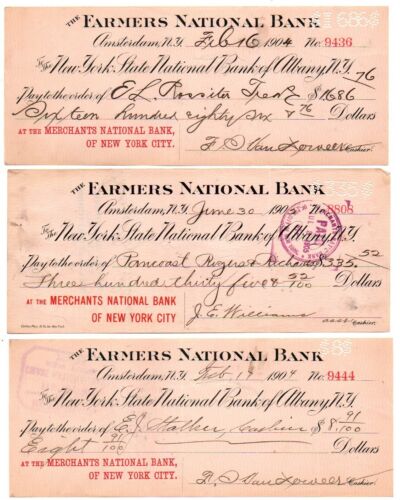 THE FARMERS NATIONAL BANK
Amsterdam, N.Y. Feb 16 1904 No. 9436
To The New York State National Bank of Albany, N.Y.
Pay to the order of E L Rossiter Treas $1686 76
Sixteen hundred eighty six & 76 Dollars
AT THE MERCHANTS NATIONAL BANK,
OF NEW YORK CITY.
Cashier.
THE FARMERS NATIONAL BANK
Amsterdam, N.Y. June 30 1905 No. 8808
PAID
To The New York State National Bank of Albany, N.Y.
Pay to the order of Pancoast Rogers & Richards $335 52
Three hundred thirty five & 52/100 Dollars
AT THE MERCHANTS NATIONAL BANK
OF NEW YORK CITY.
J. E. Williams
asst Cashier.
THE FARMERS NATIONAL BANK
Amsterdam, N.Y. Feb 19 1904 No. 9444
To The New York State National Bank of Albany, N.Y.
Pay to the order of E. J. Stalker, Cashier $8 91/100
Eight 91/100 Dollars
AT THE MERCHANTS NATIONAL BANK,
OF NEW YORK CITY.
Cashier.